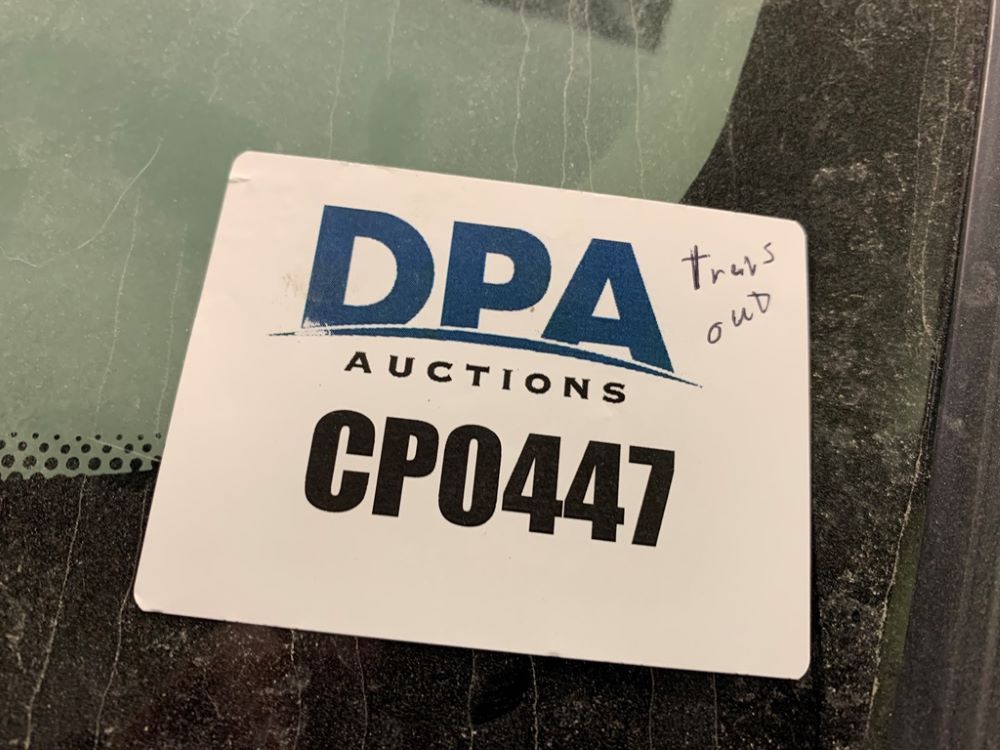 DPA
AUCTIONS
trans
out
CP0447